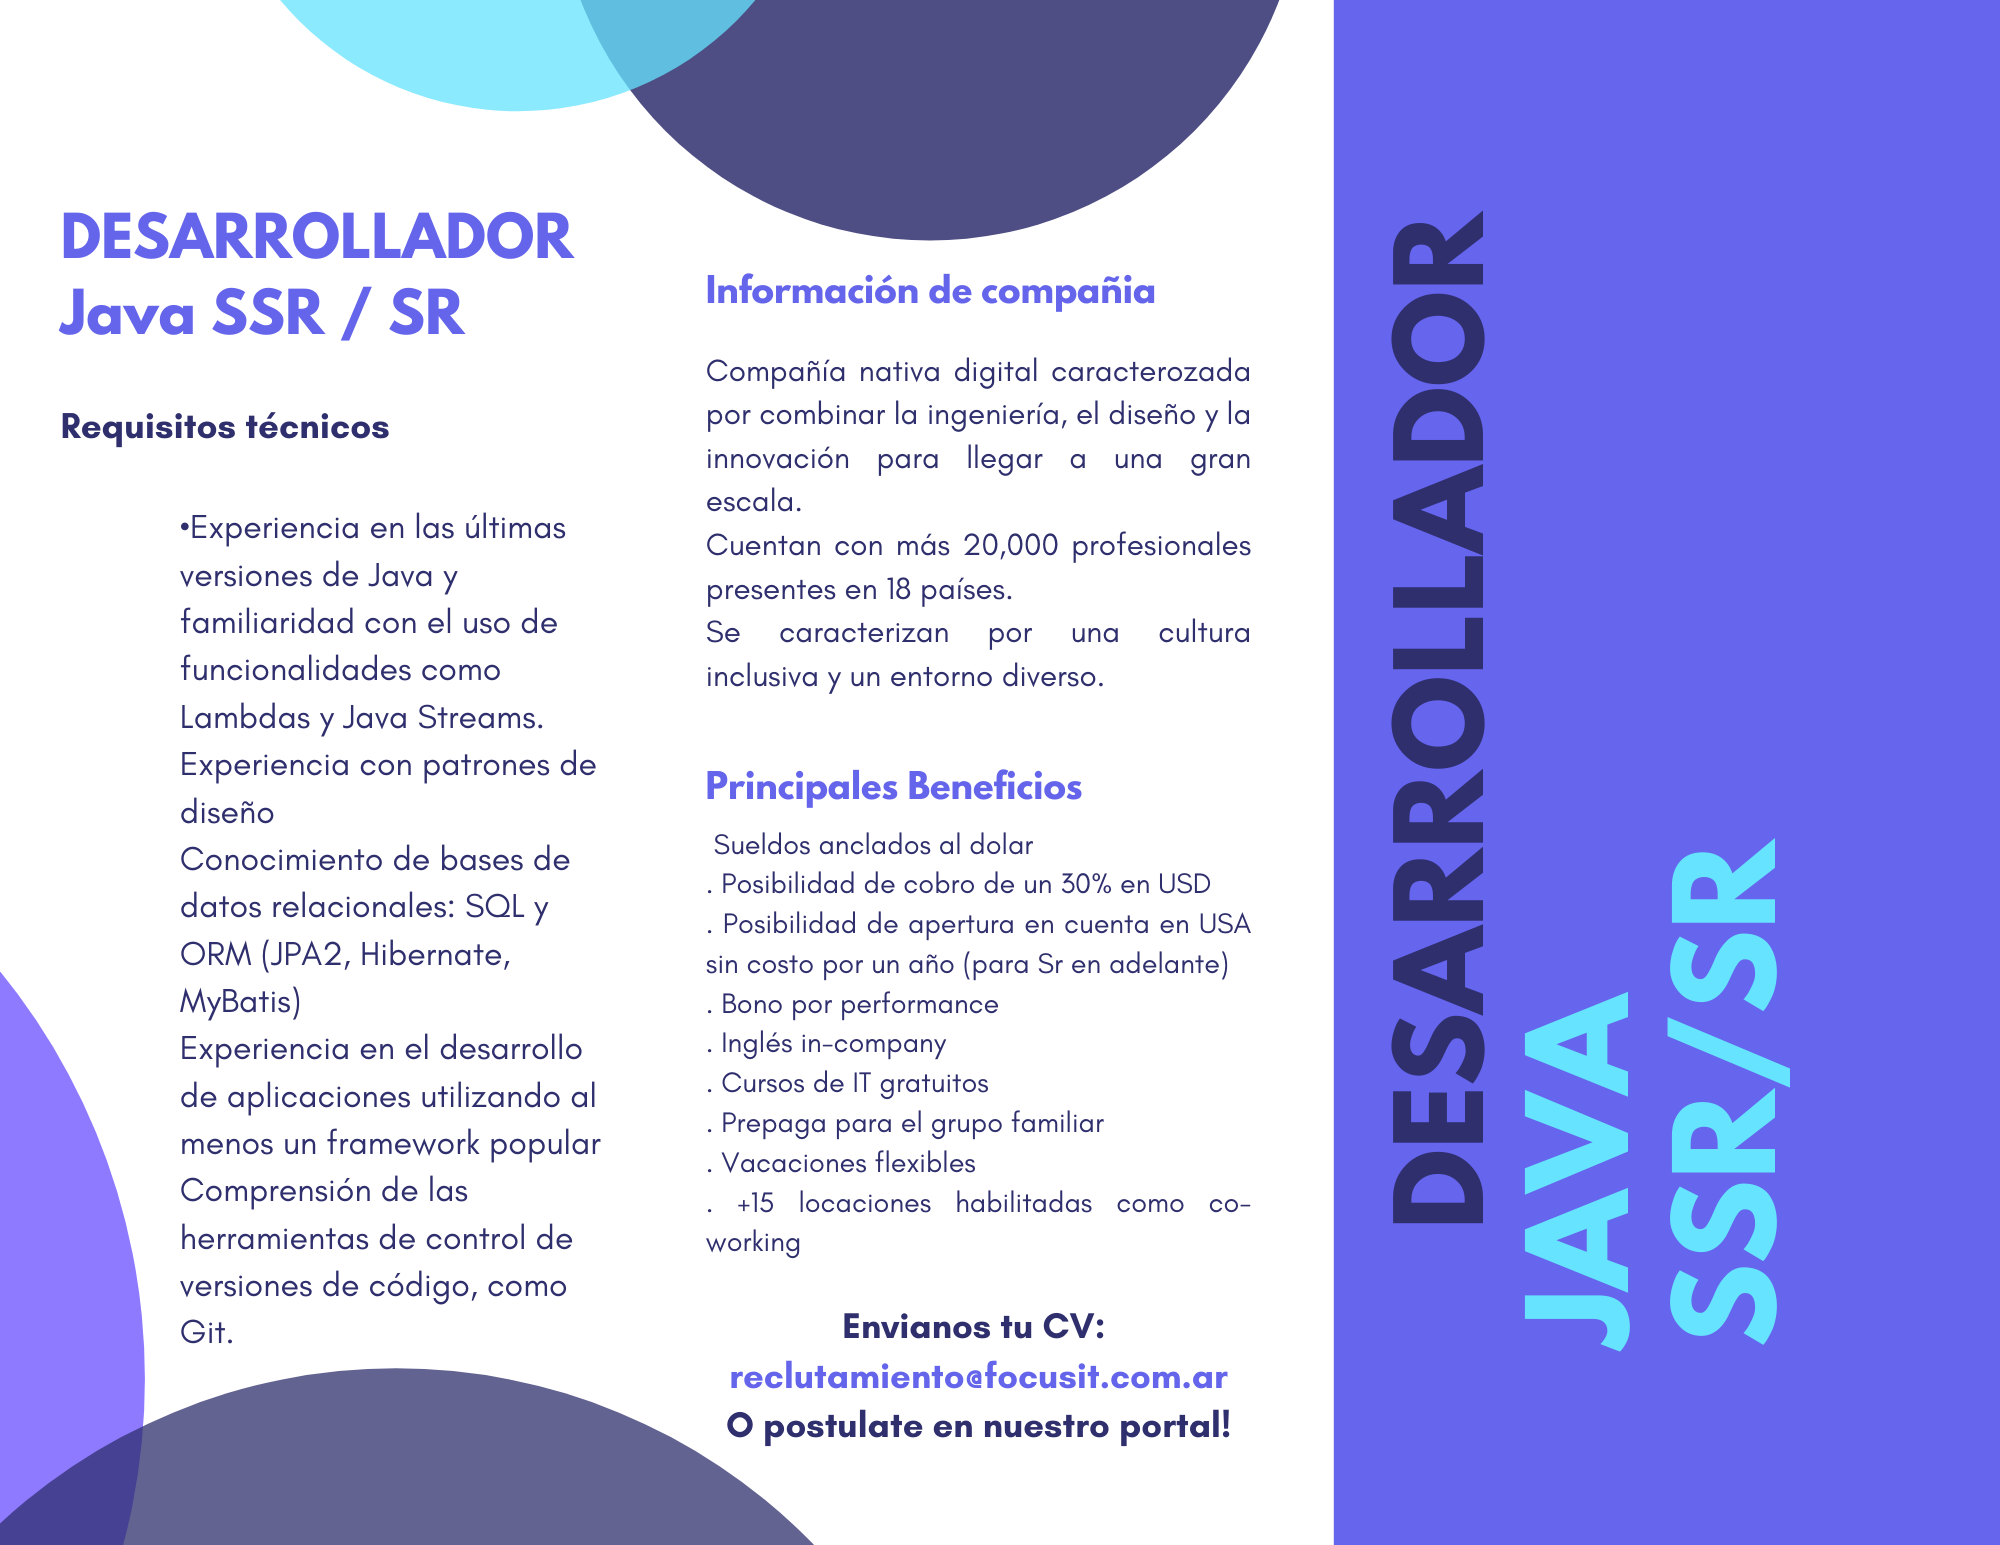 DESARROLLADOR
Java SSR / SR
Requisitos técnicos
•Experiencia en las últimas
versiones de Java y
familiaridad con el uso de
funcionalidades como
Lambdas y Java Streams.
Experiencia con patrones de
diseño
Conocimiento de bases de
datos relacionales: SQL y
ORM (JPA2, Hibernate,
MyBatis)
Experiencia en el desarrollo
de aplicaciones utilizando al
menos un framework popular
Comprensión de las
herramientas de control de
versiones de código, como
Git.
Información de compañia
Compañía nativa digital caracterozada
por combinar la ingeniería, el diseño y la
innovación para llegar a una gran
escala.
Cuentan con más 20,000 profesionales
presentes en 18 países.
Se caracterizan por una cultura
inclusiva y un entorno diverso.
Principales Beneficios
Sueldos anclados al dolar
. Posibilidad de cobro de un 30% en USD
. Posibilidad de apertura en cuenta en USA
sin costo por un año (para Sr en adelante)
. Bono por performance
. Inglés in-company
. Cursos de IT gratuitos
. Prepaga para el grupo familiar
. Vacaciones flexibles
. +15 locaciones habilitadas como co-
working
Envianos tu CV:
reclutamiento@focusit.com.ar
O postulate en nuestro portal!
DESARROLLADOR
JAVA
SSR/SR